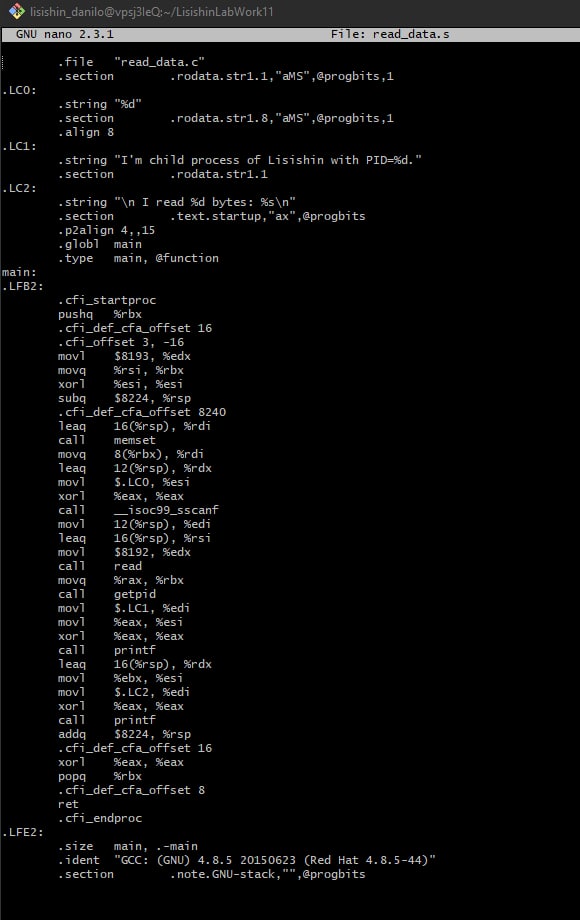 lisishin_danilo@vpsj3IeQ:~/LisishinLabWork11
GNU nano 2.3.1 File: read_data.s
.file "read_data.c"
.section .rodata.str1.1,"aMS",@progbits,1
.LC0:
.string "%d"
.section .rodata.str1.8,"aMS",@progbits,1
.align 8
.LC1:
.string "I'm child process of Lisishin with PID=%d."
.section .rodata.str1.1
.LC2:
.string "\n I read %d bytes: %s\n"
.section .text.startup,"ax",@progbits
.p2align 4,,15
.globl main
.type main, @function
main:
.LFB2:
.cfi_startproc
pushq %rbx
.cfi_def_cfa_offset 16
.cfi_offset 3, -16
movl $8193, %edx
movq %rsi, %rbx
xorl %esi, %esi
subq $8224, %rsp
.cfi_def_cfa_offset 8240
leaq 16(%rsp), %rdi
call memset
movq 8(%rbx), %rdi
leaq 12(%rsp), %rdx
movl $.LC0, %esi
xorl %eax, %eax
call __isoc99_sscanf
movl 12(%rsp), %edi
leaq 16(%rsp), %rsi
movl $8192, %edx
call read
movq %rax, %rbx
call getpid
movl $.LC1, %edi
movl %eax, %esi
xorl %eax, %eax
call printf
leaq 16(%rsp), %rdx
movl %ebx, %esi
movl $.LC2, %edi
xorl %eax, %eax
call printf
addq $8224, %rsp
.cfi_def_cfa_offset 16
xorl %eax, %eax
popq %rbx
.cfi_def_cfa_offset 8
ret
.cfi_endproc
.LFE2:
.size main, .-main
.ident "GCC: (GNU) 4.8.5 20150623 (Red Hat 4.8.5-44)"
.section .note.GNU-stack,"",@progbits